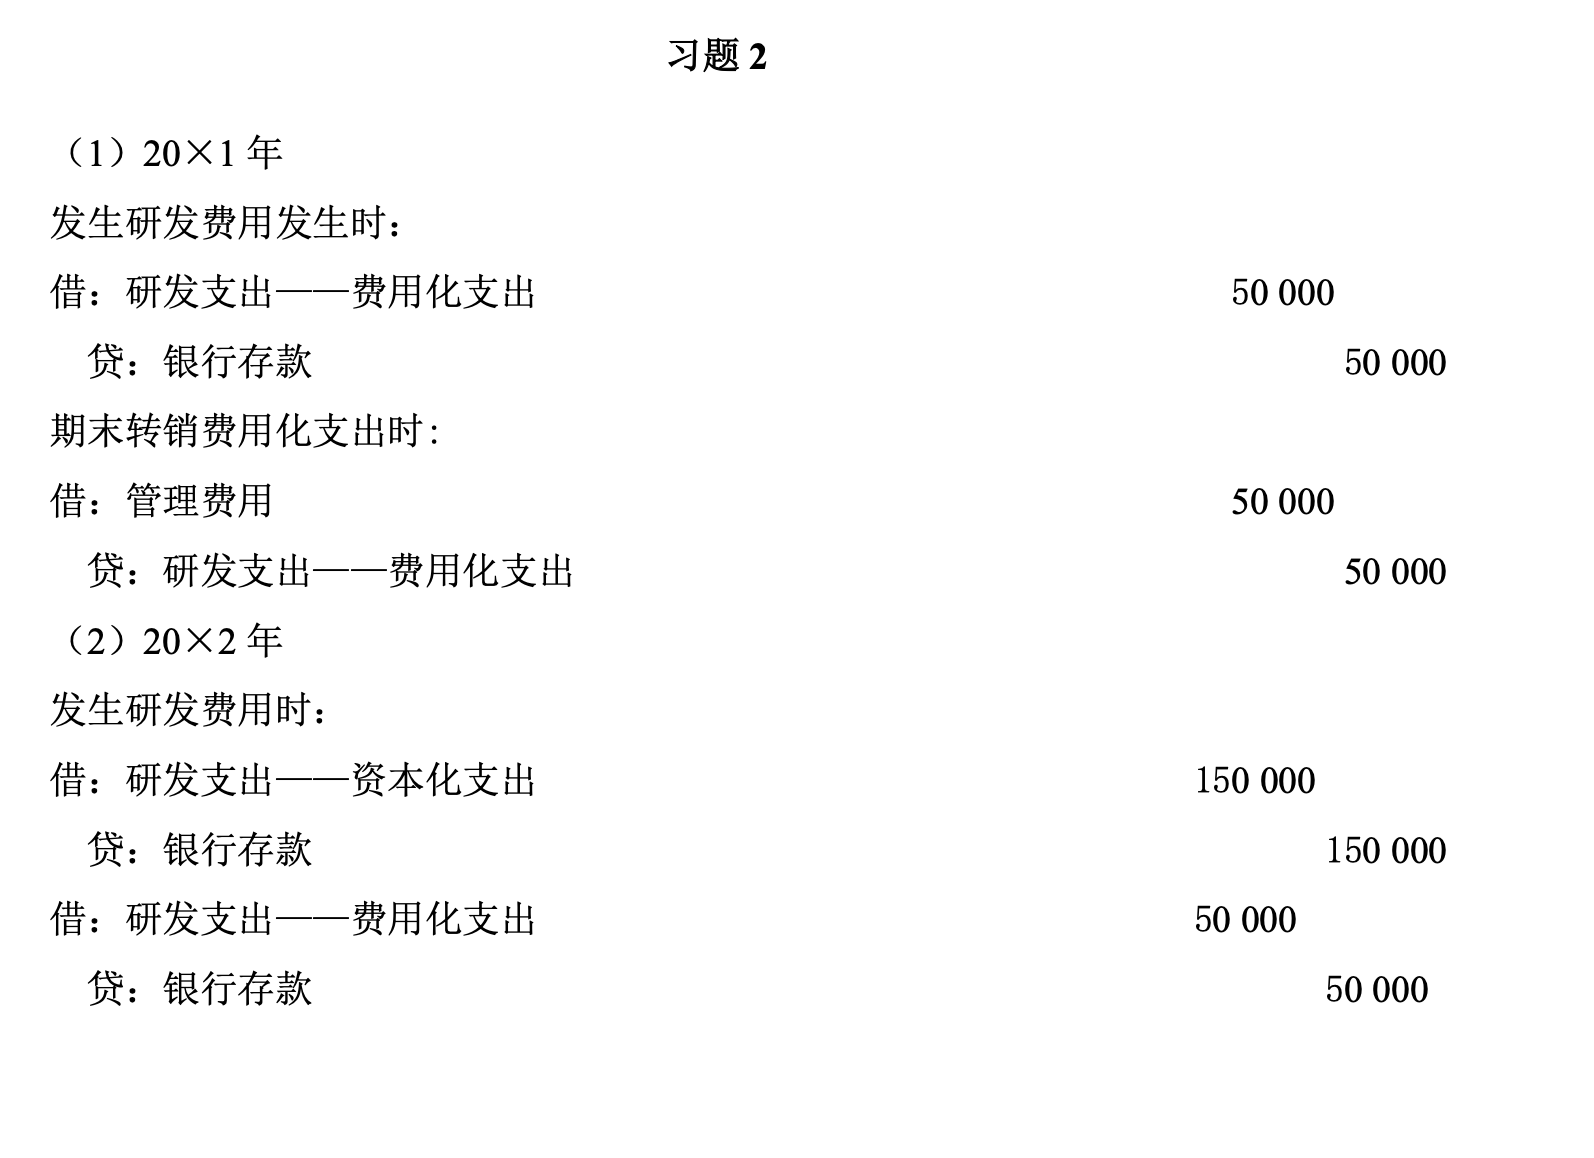 习题 2
（1）20×1 年
发生研发费用发生时：
借：研发支出——费用化支出 50 000
贷：银行存款 50 000
期末转销费用化支出时：
借：管理费用 50 000
贷：研发支出——费用化支出 50 000
（2）20×2 年
发生研发费用时：
借：研发支出——资本化支出 150 000
贷：银行存款 150 000
借：研发支出——费用化支出 50 000
贷：银行存款 50 000